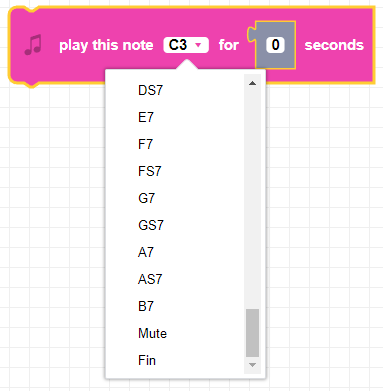 play this note C3 for 0 seconds
DS7
E7
F7
FS7
G7
GS7
A7
AS7
B7
Mute
Fin